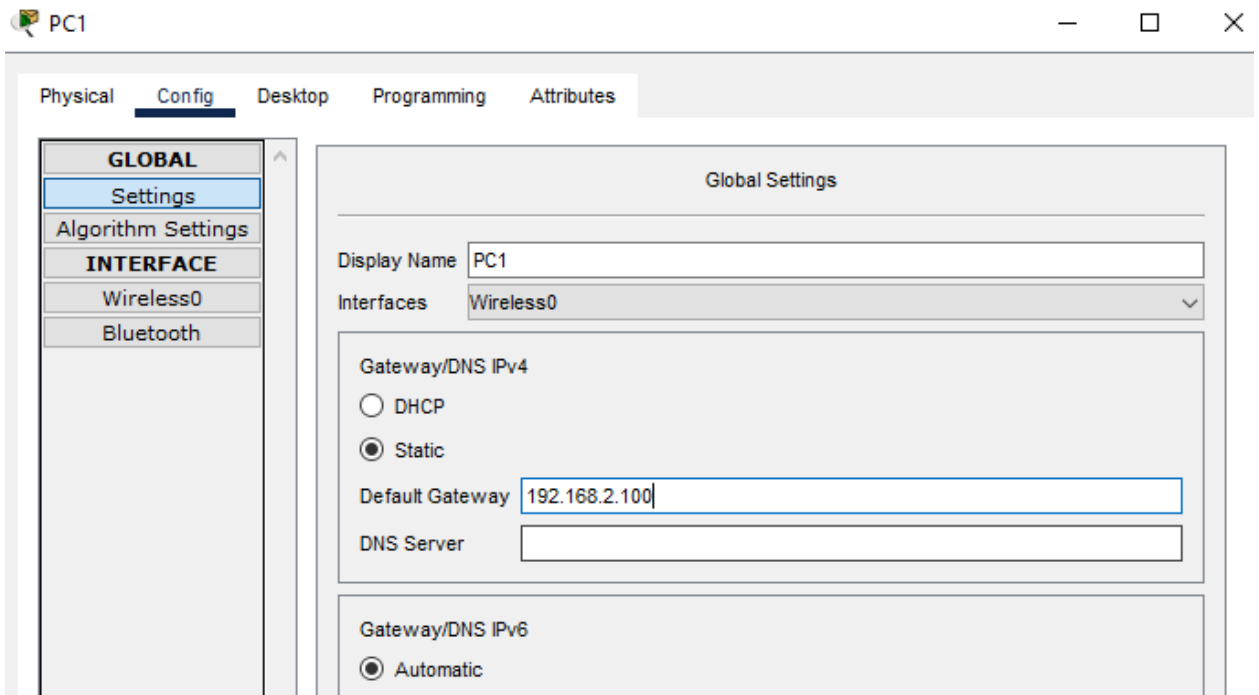 PC1
Physical Config Desktop Programming Attributes
GLOBAL
Settings
Algorithm Settings
INTERFACE
Wireless0
Bluetooth
Global Settings
Display Name PC1
Interfaces Wireless0
Gateway/DNS IPv4
DHCP
Static
Default Gateway 192.168.2.100
DNS Server
Gateway/DNS IPv6
Automatic